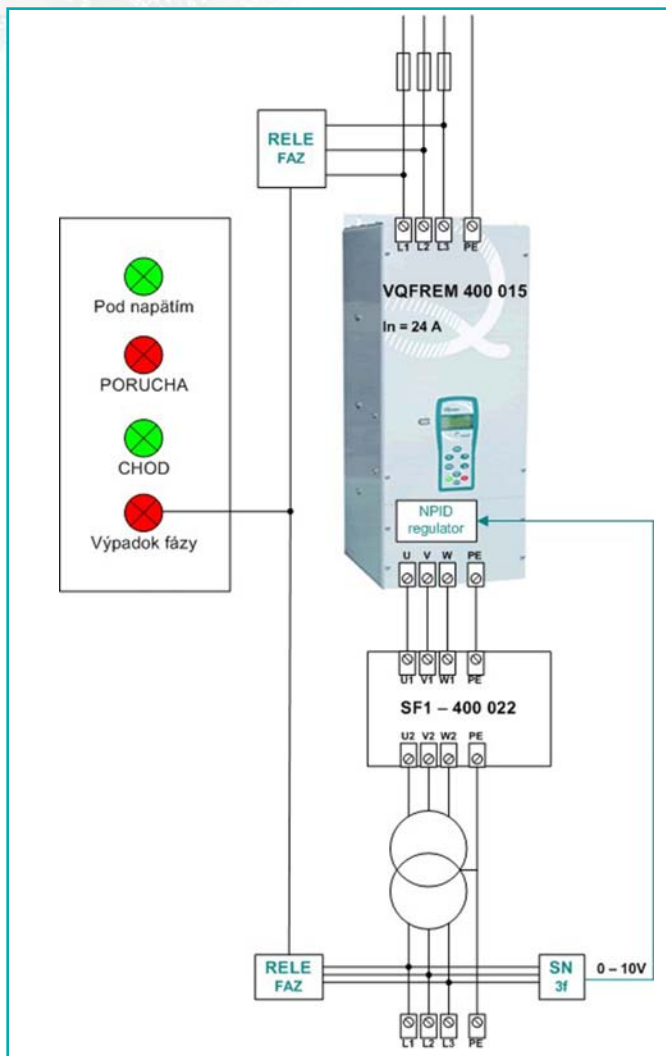 RELE
FAZ
L1 L2 L3 PE
VQFREM 400 015
In = 24 A
Pod napätím
PORUCHA
CHOD
Výpadok fázy
NPID
regulator
U V W PE
U1 V1 W1 PE
SF1 – 400 022
U2 V2 W2 PE
RELE
FAZ
SN
3f
0 – 10V
L1 L2 L3 PE